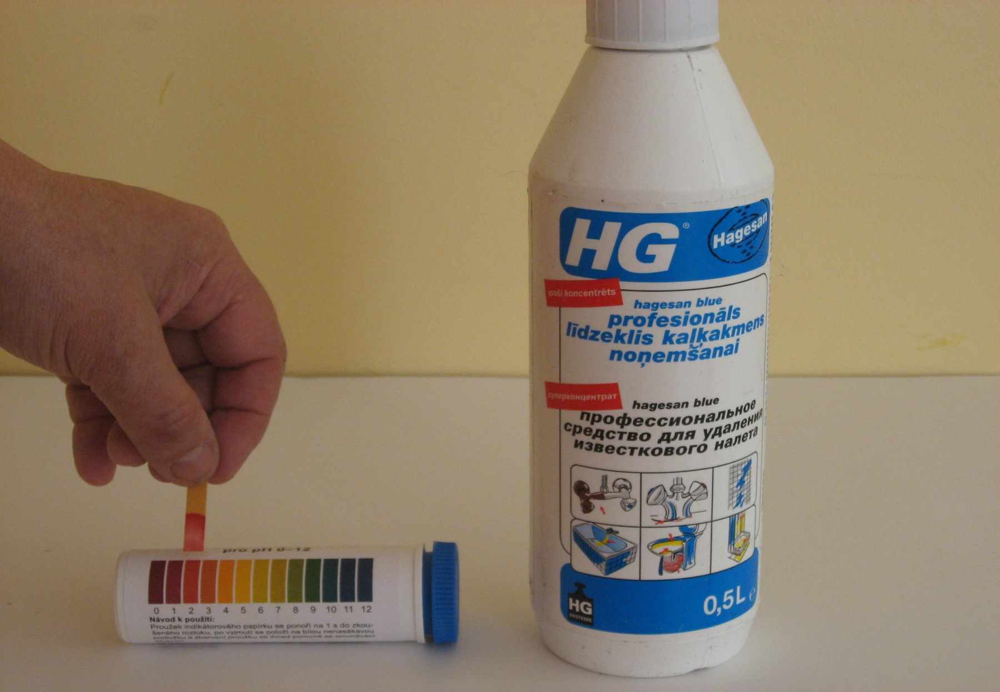 HG®
Hagesan
īpaši koncentrēts
hagesan blue
profesionāls
līdzeklis kaļķakmens
noņemšanai
суперконцентрат
hagesan blue
профессиональное
средство для удаления
известкового налета
HG
SYSTEMS
0,5L e
pro pH 0–12
0 1 2 3 4 5 6 7 8 9 10 11 12
Návod k použití:
Proužek indikátorového papírku se ponoří na 1 s do zkou-
šeného roztoku, po vyjmutí se položí na bílou nenasákavou
podložku a zbarvení proužku se ihned porovná se srovnávací